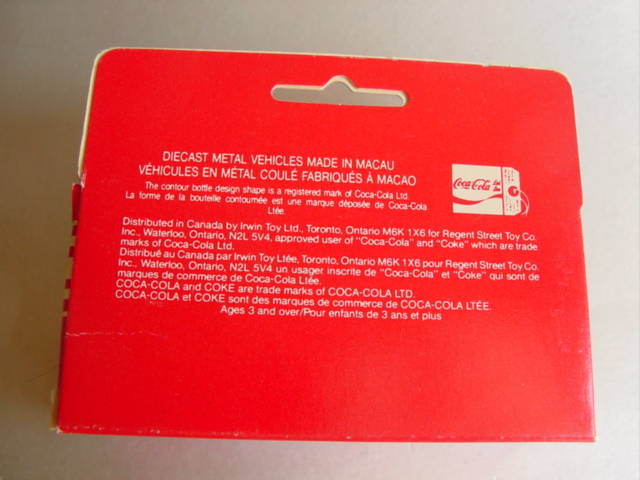 DIECAST METAL VEHICLES MADE IN MACAU
VÉHICULES EN MÉTAL COULÉ FABRIQUÉS À MACAO
The contour bottle design shape is a registered mark of Coca-Cola Ltd.
La forme de la bouteille contournée est une marque déposée de Coca-Cola
Ltée.
Coca-Cola
Distributed in Canada by Irwin Toy Ltd., Toronto, Ontario M6K 1X6 for Regent Street Toy Co.
Inc., Waterloo, Ontario, N2L 5V4, approved user of "Coca-Cola" and "Coke" which are trade
marks of Coca-Cola Ltd.
Distribué au Canada par Irwin Toy Ltée, Toronto, Ontario M6K 1X6 pour Regent Street Toy Co.
Inc., Waterloo, Ontario, N2L 5V4 un usager inscrite de "Coca-Cola" et "Coke" qui sont de
marques de commerce de Coca-Cola Ltée.
COCA-COLA and COKE are trade marks of COCA-COLA LTD.
COCA-COLA et COKE sont des marques de commerce de COCA-COLA LTÉE.
Ages 3 and over/Pour enfants de 3 ans et plus